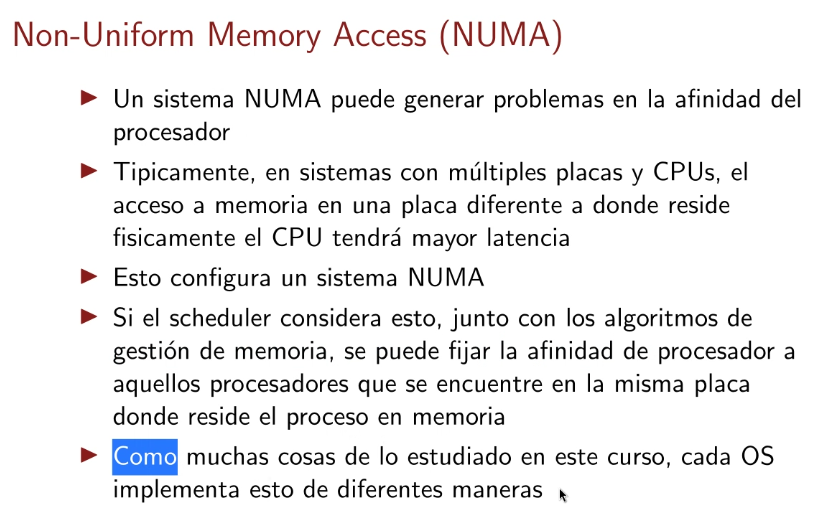 Non-Uniform Memory Access (NUMA)
Un sistema NUMA puede generar problemas en la afinidad del
procesador
Tipicamente, en sistemas con múltiples placas y CPUs, el
acceso a memoria en una placa diferente a donde reside
fisicamente el CPU tendrá mayor latencia
Esto configura un sistema NUMA
Si el scheduler considera esto, junto con los algoritmos de
gestión de memoria, se puede fijar la afinidad de procesador a
aquellos procesadores que se encuentre en la misma placa
donde reside el proceso en memoria
Como muchas cosas de lo estudiado en este curso, cada OS
implementa esto de diferentes maneras